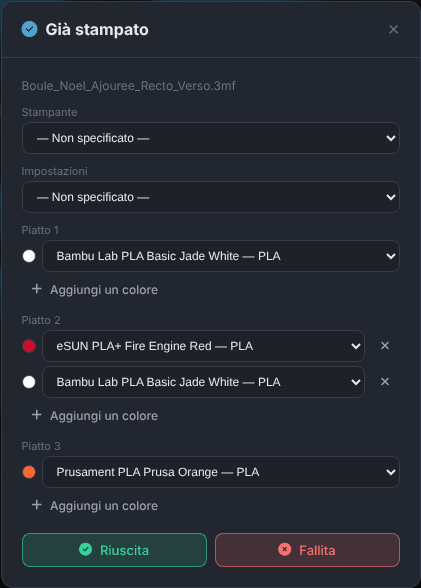 Già stampato
Boule_Noel_Ajouree_Recto_Verso.3mf
Stampante
— Non specificato —
Impostazioni
— Non specificato —
Piatto 1
Bambu Lab PLA Basic Jade White — PLA
+ Aggiungi un colore
Piatto 2
eSUN PLA+ Fire Engine Red — PLA
Bambu Lab PLA Basic Jade White — PLA
+ Aggiungi un colore
Piatto 3
Prusament PLA Prusa Orange — PLA
+ Aggiungi un colore
Riuscita
Fallita